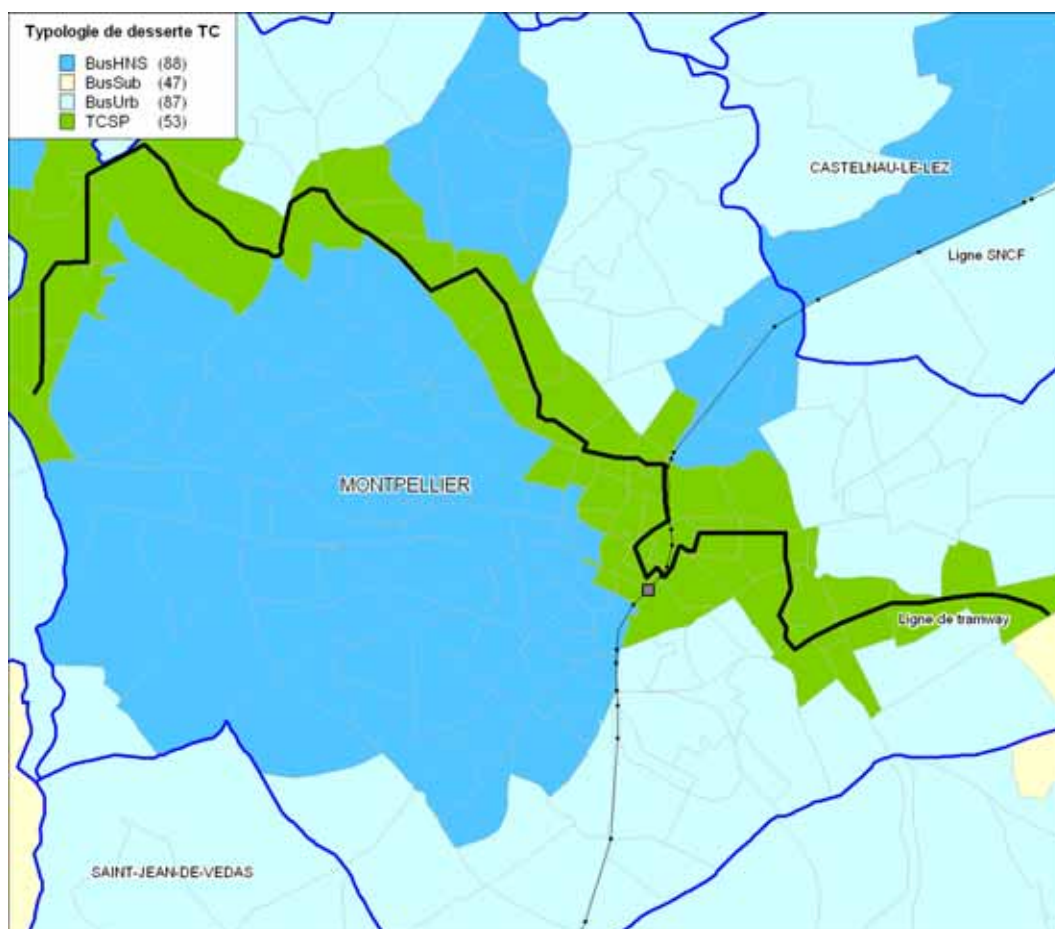 Typologie de desserte TC
BusHNS (88)
BusSub (47)
BusUrb (87)
TCSP (53)
CASTELNAU-LE-LEZ
Ligne SNCF
MONTPELLIER
Ligne de tramway
SAINT-JEAN-DE-VEDAS